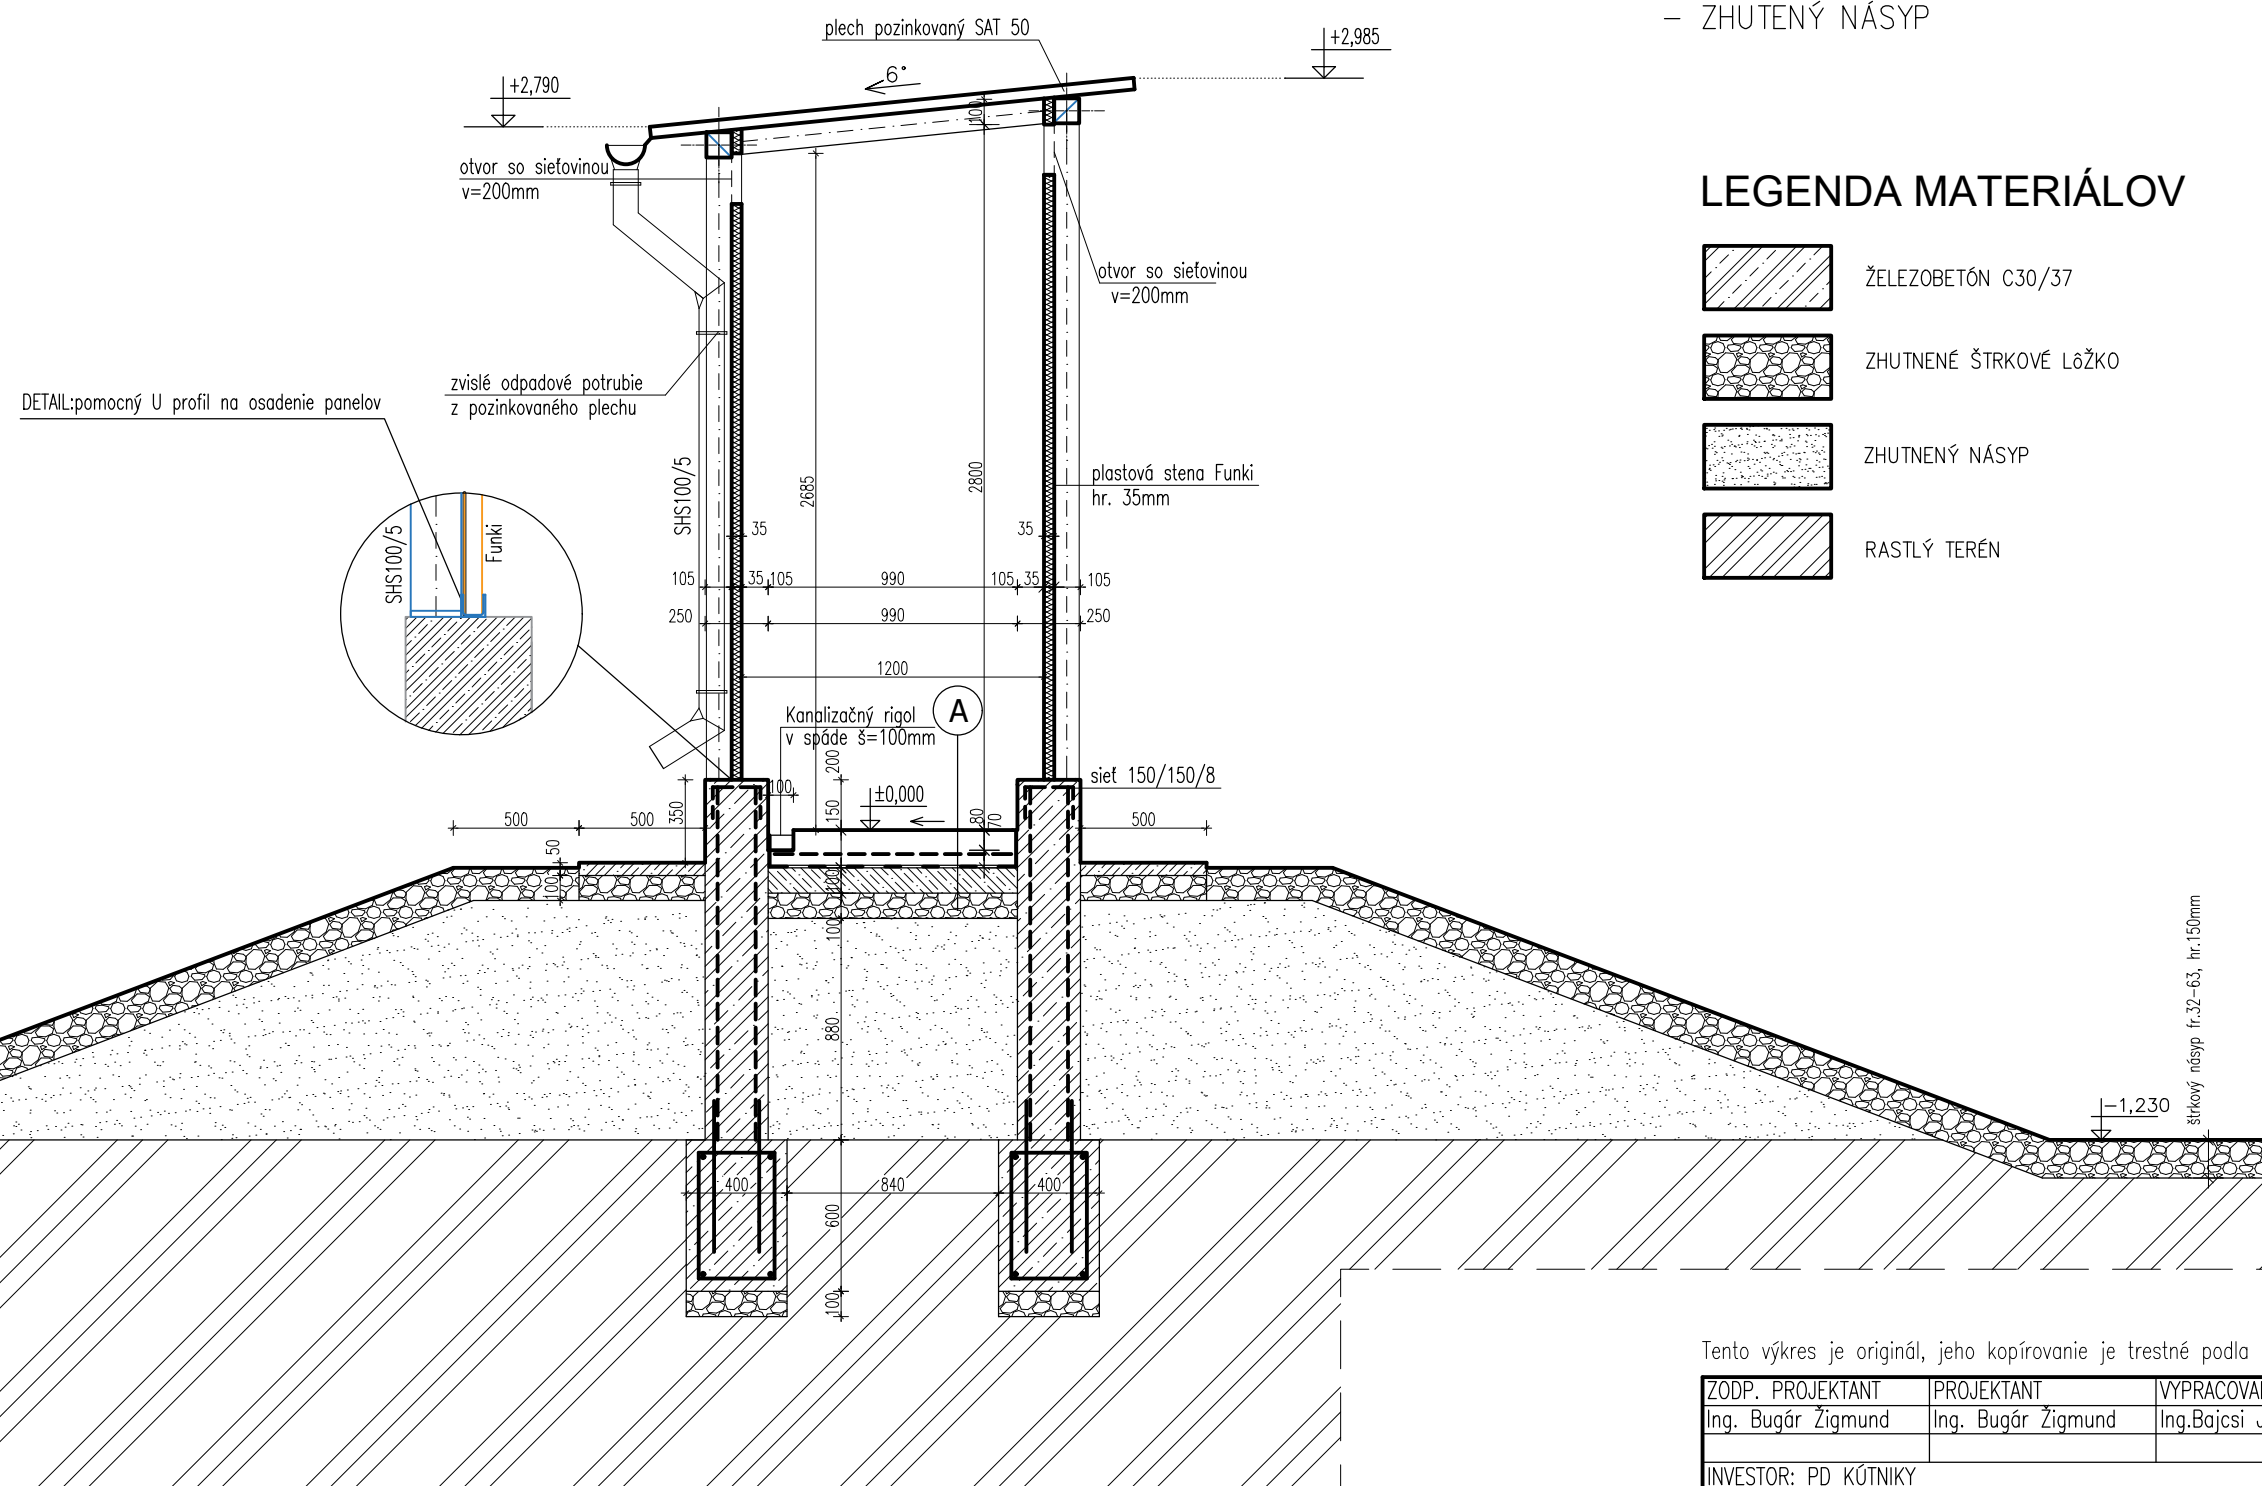 – ZHUTENÝ NÁSYP
plech pozinkovaný SAT 50
+2,985
6°
+2,790
100
otvor so sieťovinou
v=200mm
LEGENDA MATERIÁLOV
ŽELEZOBETÓN C30/37
ZHUTNENÉ ŠTRKOVÉ LôŽKO
ZHUTNENÝ NÁSYP
RASTLÝ TERÉN
otvor so sieťovinou
v=200mm
zvislé odpadové potrubie
z pozinkovaného plechu
DETAIL:pomocný U profil na osadenie panelov
SHS100/5
Funki
SHS100/5
2685
2800
plastová stena Funki
hr. 35mm
35
35
105
35
105
990
105
35
105
250
990
250
1200
Kanalizačný rigol
v spáde š=100mm
A
200
sieť 150/150/8
100
±0,000
350
150
80
70
500
500
500
50
100
100
100
880
štrkový násyp fr.32-63, hr.150mm
-1,230
400
840
400
600
100
Tento výkres je originál, jeho kopírovanie je trestné podla
ZODP. PROJEKTANT
PROJEKTANT
Ing. Bugár Žigmund
Ing. Bugár Žigmund
Ing.Bajcsi
INVESTOR: PD KÚTNIKY